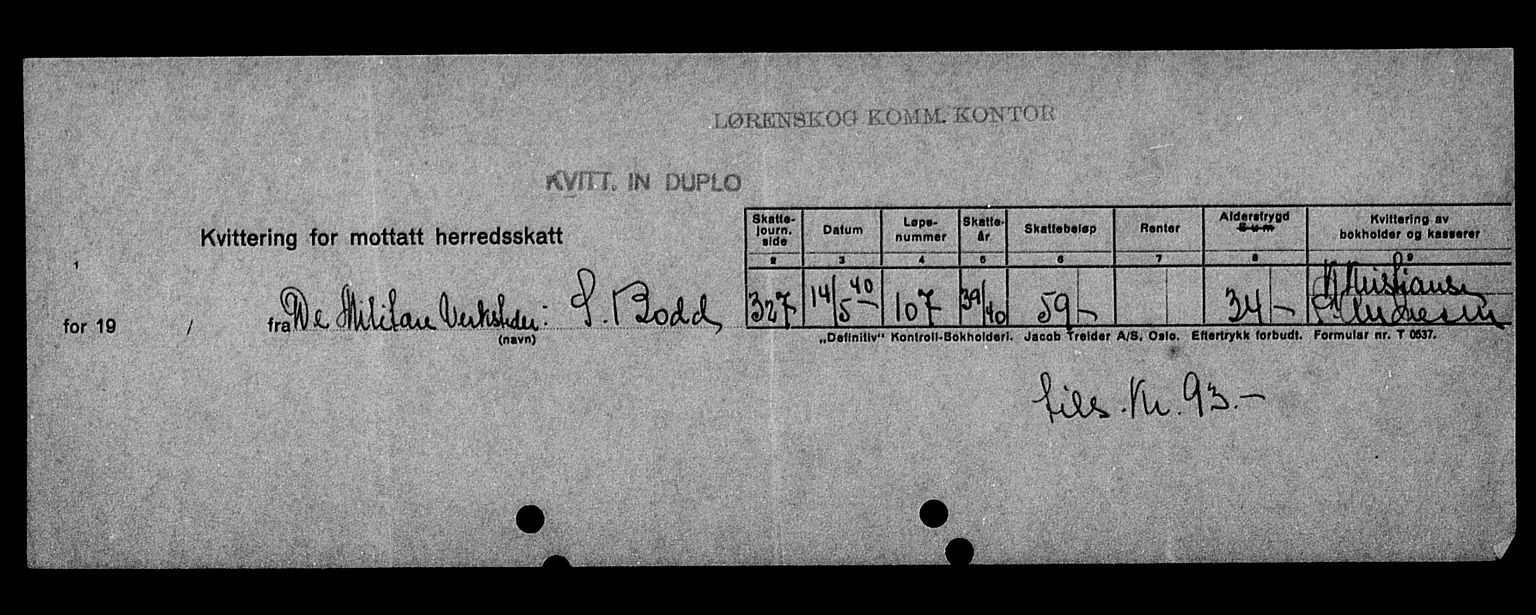 LØRENSKOG KOMM. KONTOR
KVITT. IN DUPLO
Kvittering for mottatt herredsskatt
1
for 19 / fra De Militære Verksteder: S. Bodd
(navn)
Skatte-journ. side Datum Løpe-nummer Skatte-år Skattebeløp Renter Alderstrygd Sum Kvittering av bokholder og kasserer
2 3 4 5 6 7 8 9
327 14/5 40 107 39/40 59,- 34,- Kristiansen
„Definitiv“ Kontroll-Bokholderi. Jacob Treider A/S, Oslo. Eftertrykk forbudt. Formular nr. T 0537.
tils. Kr. 93.-